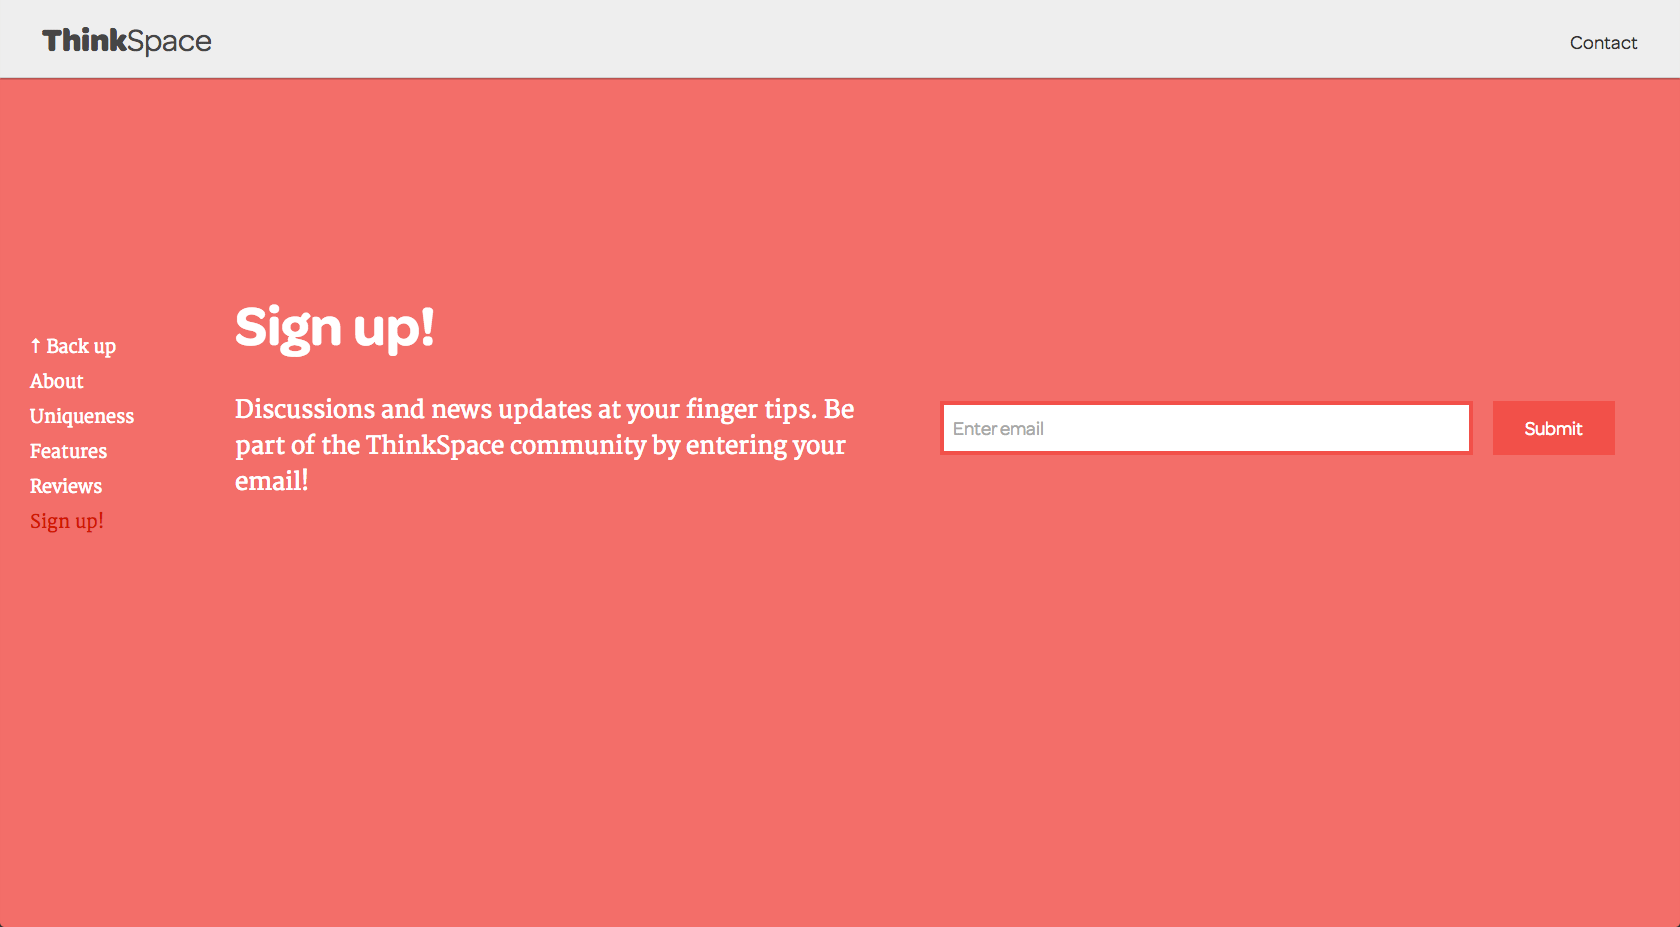 ThinkSpace
Contact
↑ Back up
About
Uniqueness
Features
Reviews
Sign up!
Sign up!
Discussions and news updates at your finger tips. Be
part of the ThinkSpace community by entering your
email!
Enter email
Submit